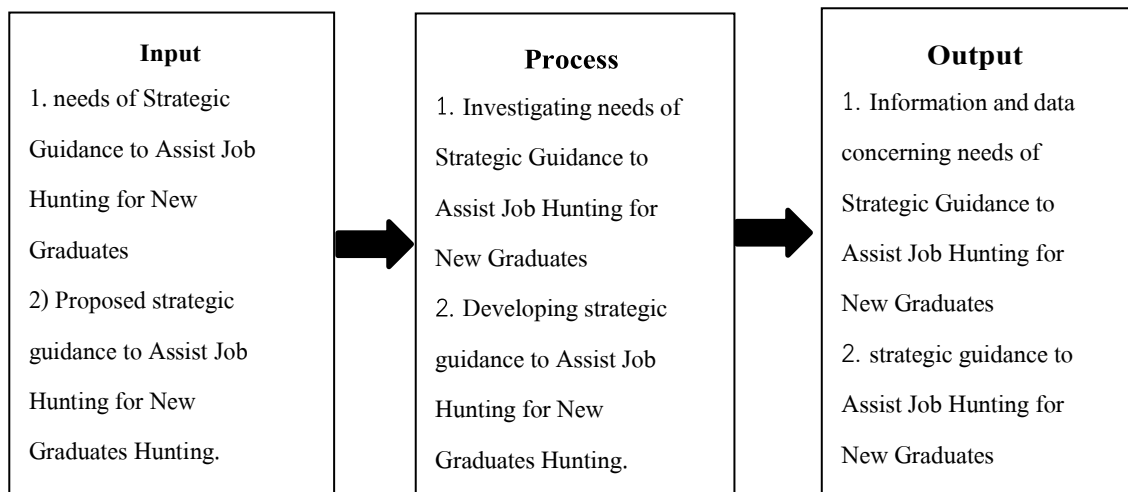 Input
1. needs of Strategic
Guidance to Assist Job
Hunting for New
Graduates
2) Proposed strategic
guidance to Assist Job
Hunting for New
Graduates Hunting.
Process
1. Investigating needs of
Strategic Guidance to
Assist Job Hunting for
New Graduates
2. Developing strategic
guidance to Assist Job
Hunting for New
Graduates Hunting.
Output
1. Information and data
concerning needs of
Strategic Guidance to
Assist Job Hunting for
New Graduates
2. strategic guidance to
Assist Job Hunting for
New Graduates